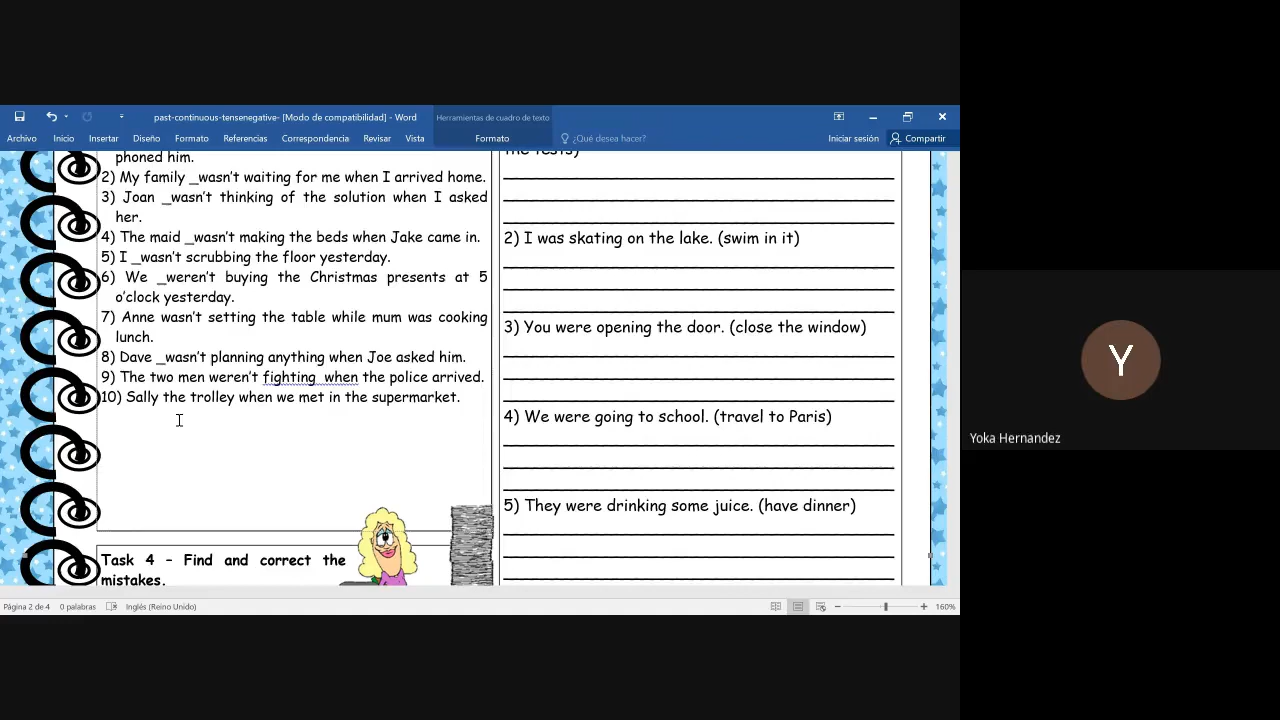 past-continuous-tensenegative- [Modo de compatibilidad] - Word
Herramientas de cuadro de texto
Archivo Inicio Insertar Diseño Formato Referencias Correspondencia Revisar Vista Formato ¿Qué desea hacer? Iniciar sesión Compartir
phoned him.
2) My family _wasn't waiting for me when I arrived home.
3) Joan _wasn't thinking of the solution when I asked
her.
4) The maid _wasn't making the beds when Jake came in.
5) I _wasn't scrubbing the floor yesterday.
6) We _weren't buying the Christmas presents at 5
o'clock yesterday.
7) Anne wasn't setting the table while mum was cooking
lunch.
8) Dave _wasn't planning anything when Joe asked him.
9) The two men weren't fighting when the police arrived.
10) Sally the trolley when we met in the supermarket.
Task 4 – Find and correct the
mistakes.
the tests)
2) I was skating on the lake. (swim in it)
3) You were opening the door. (close the window)
4) We were going to school. (travel to Paris)
5) They were drinking some juice. (have dinner)
Página 2 de 4 0 palabras Inglés (Reino Unido) 160%
Y
Yoka Hernandez